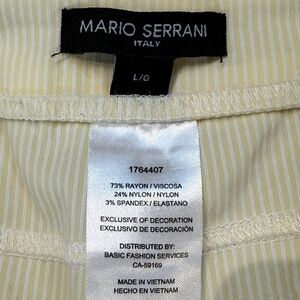 MARIO SERRANI
ITALY
L/G
1764407
73% RAYON / VISCOSA
24% NYLON / NYLON
3% SPANDEX / ELASTANO
EXCLUSIVE OF DECORATION
EXCLUSIVO DE DECORACIÓN
DISTRIBUTED BY:
BASIC FASHION SERVICES
CA-59169
MADE IN VIETNAM
HECHO EN VIETNAM